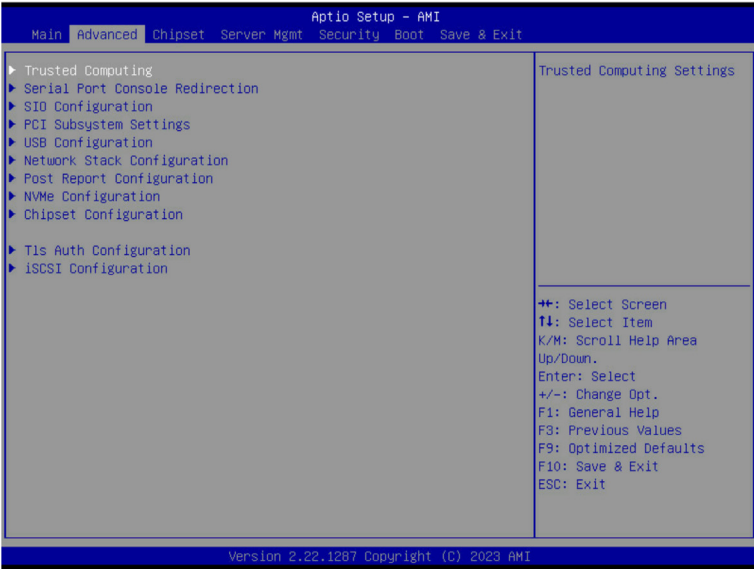 Aptio Setup – AMI
Main Advanced Chipset Server Mgmt Security Boot Save & Exit
▶ Trusted Computing
▶ Serial Port Console Redirection
▶ SIO Configuration
▶ PCI Subsystem Settings
▶ USB Configuration
▶ Network Stack Configuration
▶ Post Report Configuration
▶ NVMe Configuration
▶ Chipset Configuration
▶ Tls Auth Configuration
▶ iSCSI Configuration
Trusted Computing Settings
→←: Select Screen
↑↓: Select Item
K/M: Scroll Help Area
Up/Down.
Enter: Select
+/-: Change Opt.
F1: General Help
F3: Previous Values
F9: Optimized Defaults
F10: Save & Exit
ESC: Exit
Version 2.22.1287 Copyright (C) 2023 AMI